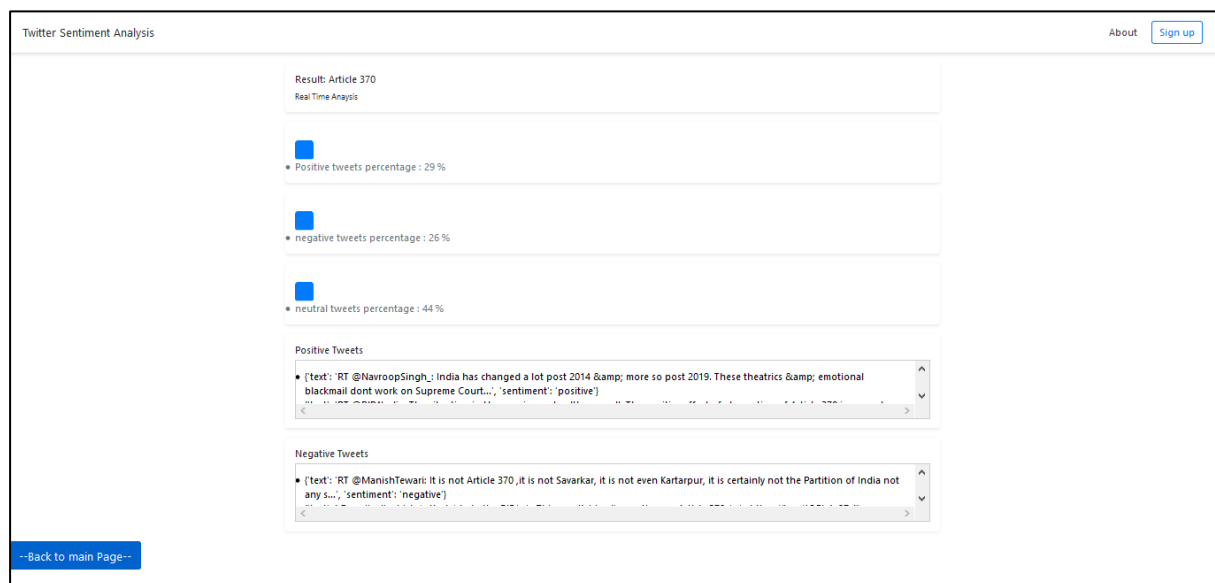 Twitter Sentiment Analysis
About
Sign up
Result: Article 370
Real Time Anaysis
• Positive tweets percentage : 29 %
• negative tweets percentage : 26 %
• neutral tweets percentage : 44 %
Positive Tweets
• {'text': 'RT @NavroopSingh_: India has changed a lot post 2014 &amp; more so post 2019. These theatrics &amp; emotional
blackmail dont work on Supreme Court…', 'sentiment': 'positive'}
Negative Tweets
• {'text': 'RT @ManishTewari: It is not Article 370 ,it is not Savarkar, it is not even Kartarpur, it is certainly not the Partition of India not
any s…', 'sentiment': 'negative'}
--Back to main Page--